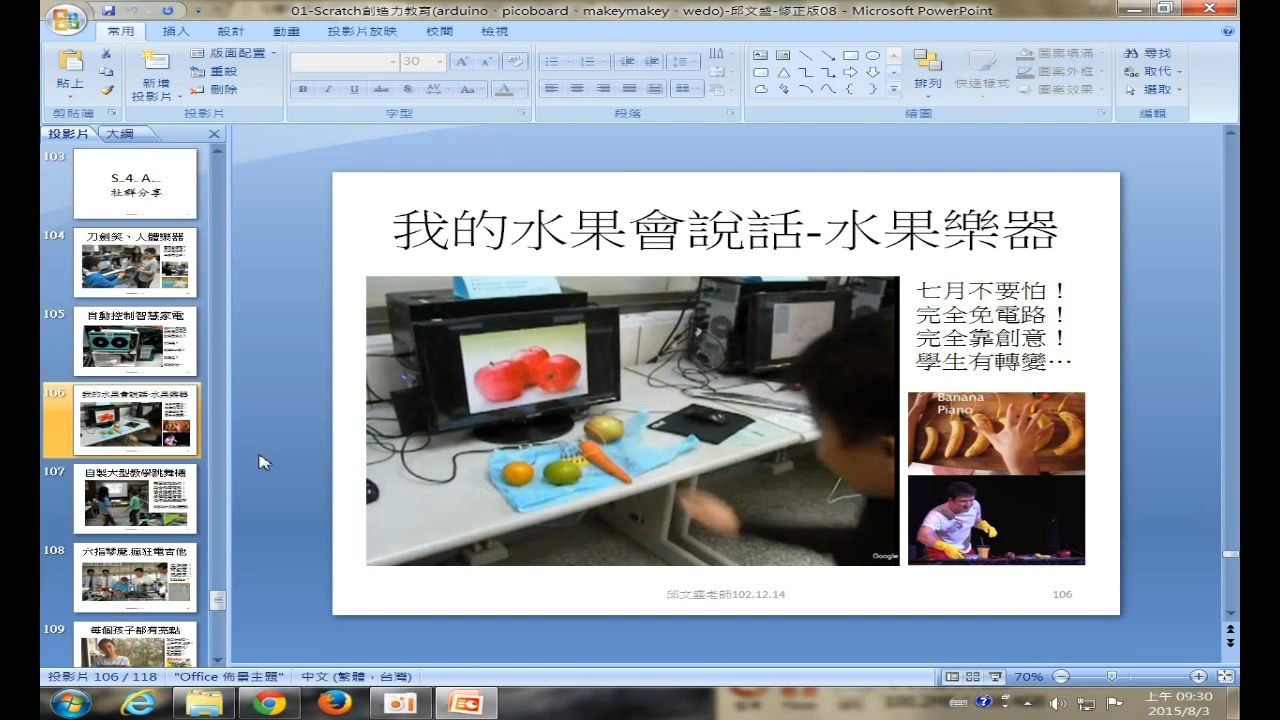 01-Scratch創造力教育(arduino、picoboard、makeymakey、wedo)-邱文盛-修正版08 - Microsoft PowerPoint
常用 插入 設計 動畫 投影片放映 校閱 檢視
貼上
剪貼簿
新增
投影片
版面配置
重設
刪除
投影片
30
B I U abc S AV Aa A
字型
段落
排列
快速樣式
圖案填滿
圖案外框
圖案效果
繪圖
尋找
取代
選取
編輯
投影片 大綱
103
S_4_ A__
社群分享
104
刀劍笑、人體樂器
105
自動控制智慧家電
106
我的水果會說話-水果樂器
107
自製大型教學跳舞機
108
六指琴魔.瘋狂電吉他
109
每個孩子都有亮點
我的水果會說話-水果樂器
七月不要怕！
完全免電路！
完全靠創意！
學生有轉變…
Banana
Piano
Google
邱文盛老師102.12.14
106
投影片 106 / 118
"Office 佈景主題"
中文 (繁體，台灣)
70%
上午 09:30
2015/8/3